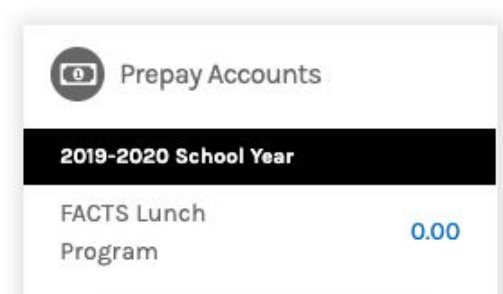 Prepay Accounts
2019-2020 School Year
FACTS Lunch
Program
0.00